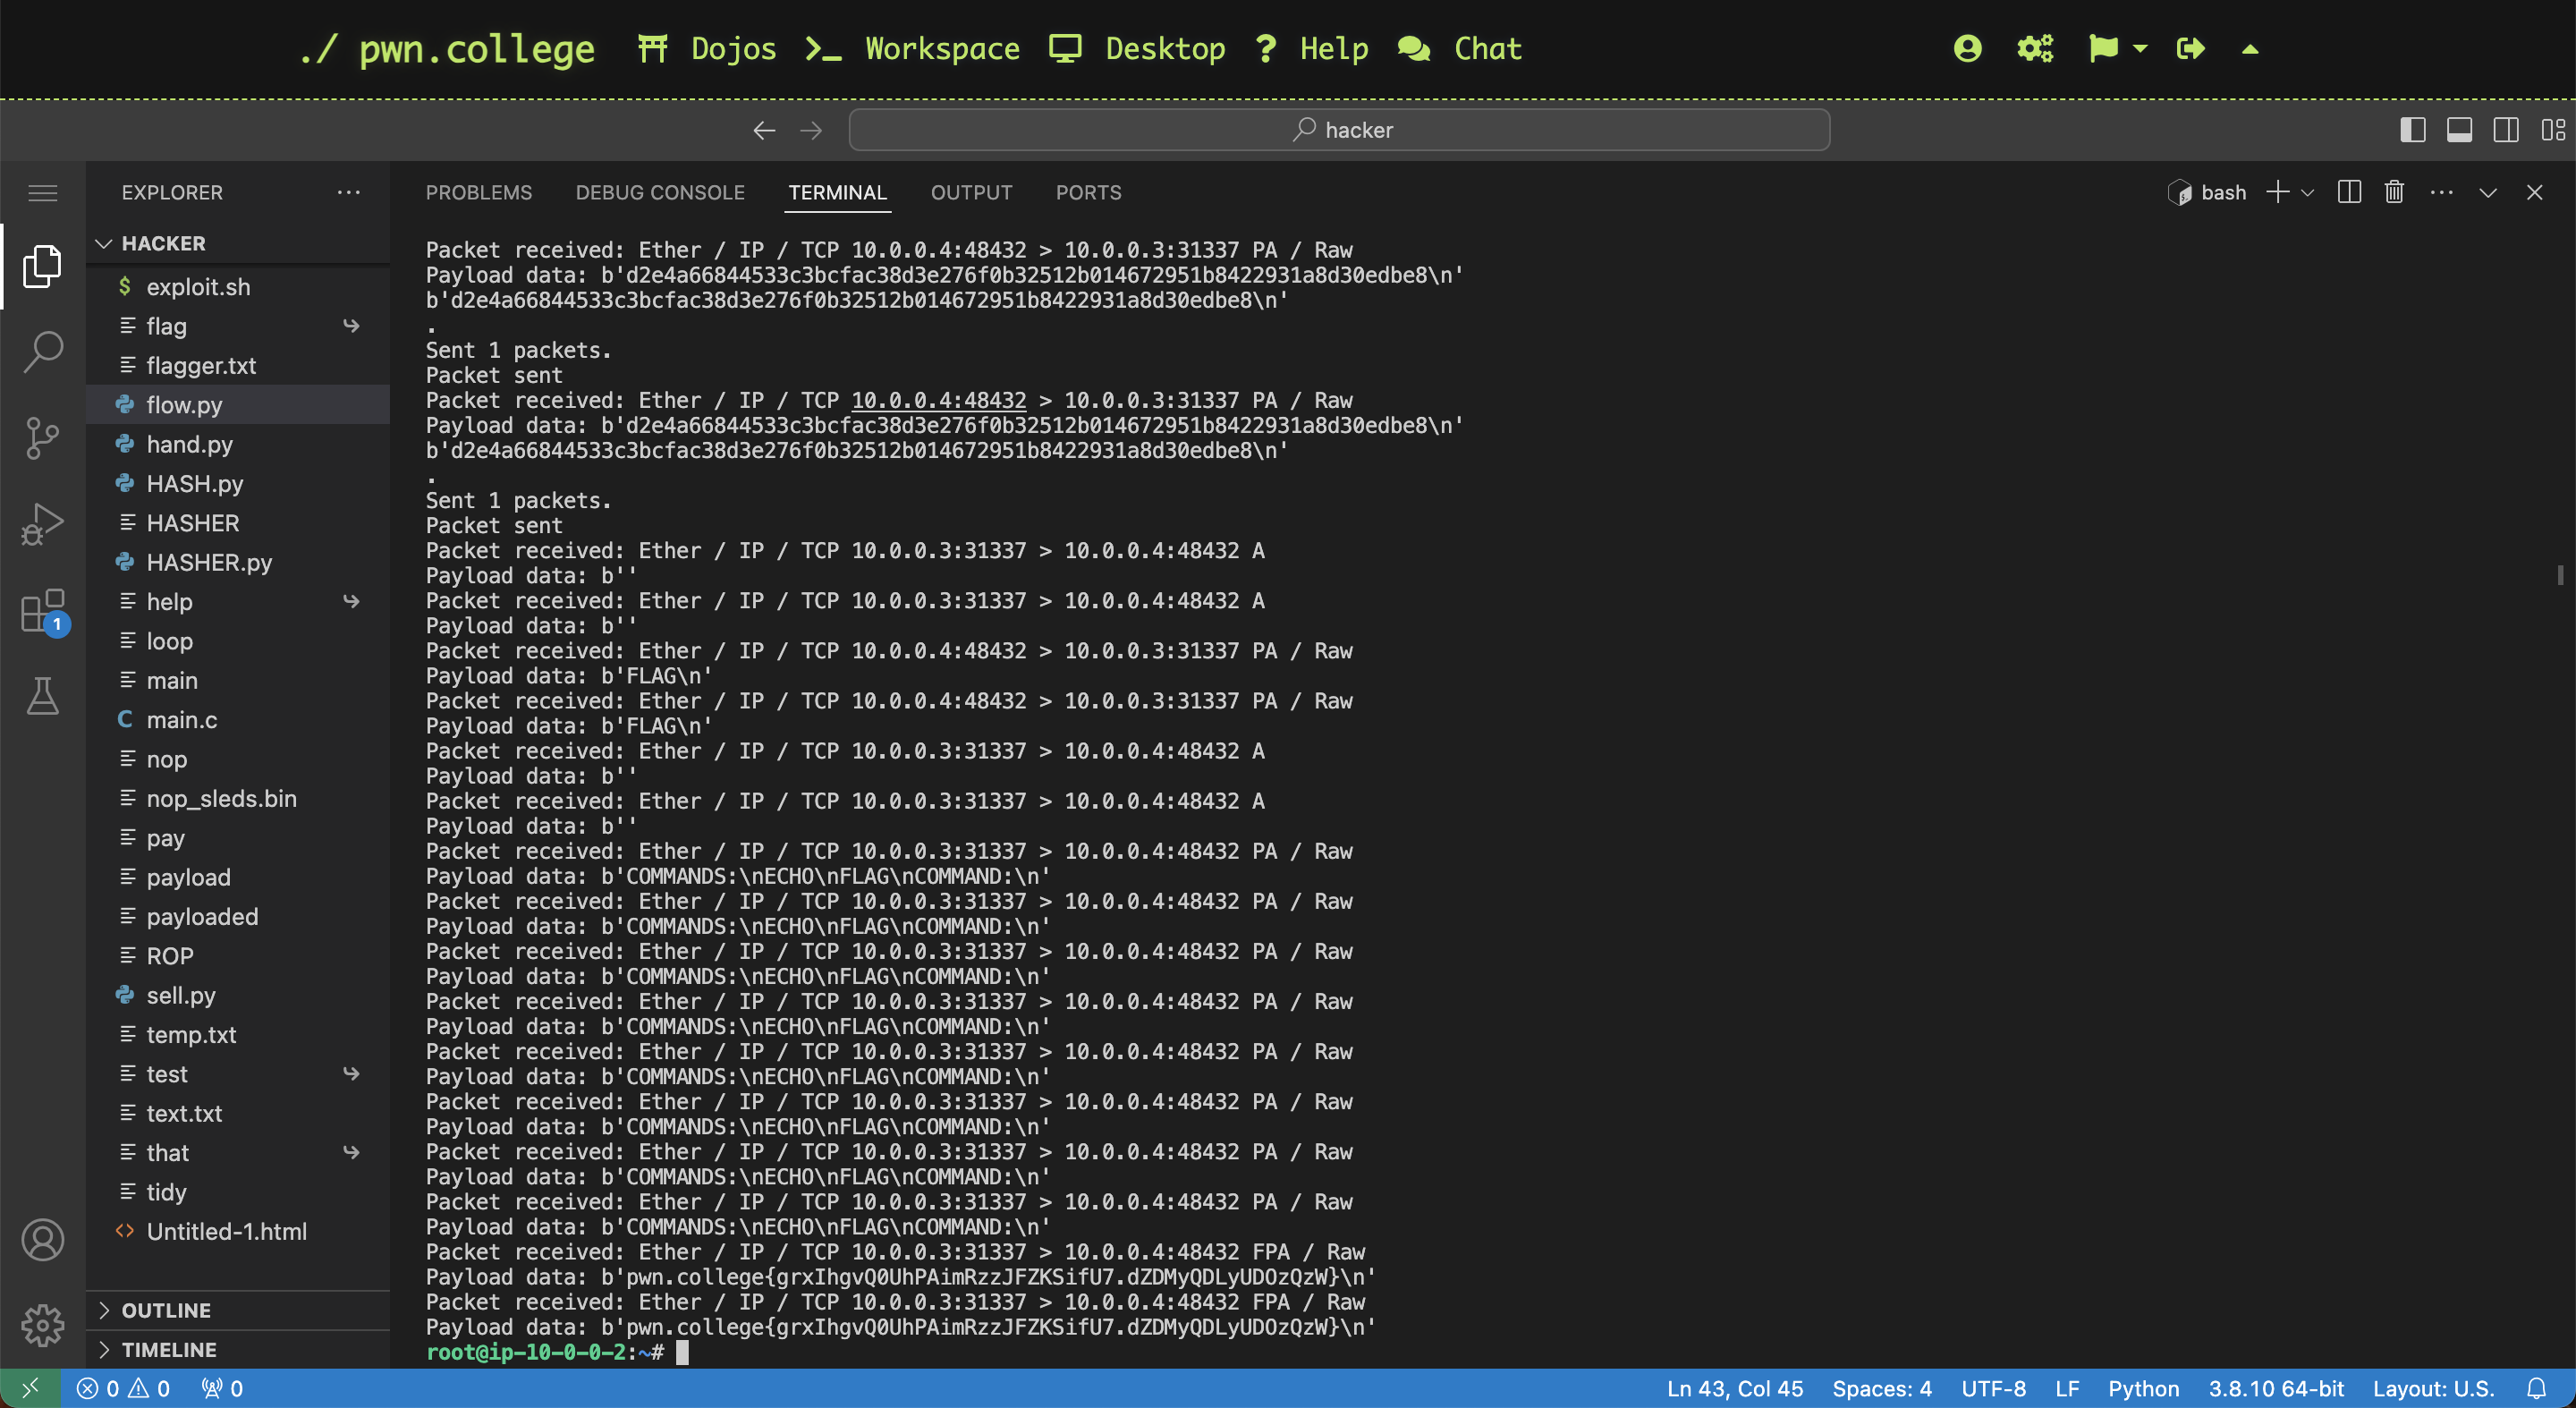 ./ pwn.college Dojos Workspace Desktop ? Help Chat
hacker
EXPLORER
HACKER
$ exploit.sh
flag
flagger.txt
flow.py
hand.py
HASH.py
HASHER
HASHER.py
help
loop
main
C main.c
nop
nop_sleds.bin
pay
payload
payloaded
ROP
sell.py
temp.txt
test
text.txt
that
tidy
<> Untitled-1.html
OUTLINE
TIMELINE
1
PROBLEMS DEBUG CONSOLE TERMINAL OUTPUT PORTS
bash
Packet received: Ether / IP / TCP 10.0.0.4:48432 > 10.0.0.3:31337 PA / Raw
Payload data: b'd2e4a66844533c3bcfac38d3e276f0b32512b014672951b8422931a8d30edbe8\n'
b'd2e4a66844533c3bcfac38d3e276f0b32512b014672951b8422931a8d30edbe8\n'
.
Sent 1 packets.
Packet sent
Packet received: Ether / IP / TCP 10.0.0.4:48432 > 10.0.0.3:31337 PA / Raw
Payload data: b'd2e4a66844533c3bcfac38d3e276f0b32512b014672951b8422931a8d30edbe8\n'
b'd2e4a66844533c3bcfac38d3e276f0b32512b014672951b8422931a8d30edbe8\n'
.
Sent 1 packets.
Packet sent
Packet received: Ether / IP / TCP 10.0.0.3:31337 > 10.0.0.4:48432 A
Payload data: b''
Packet received: Ether / IP / TCP 10.0.0.3:31337 > 10.0.0.4:48432 A
Payload data: b''
Packet received: Ether / IP / TCP 10.0.0.4:48432 > 10.0.0.3:31337 PA / Raw
Payload data: b'FLAG\n'
Packet received: Ether / IP / TCP 10.0.0.4:48432 > 10.0.0.3:31337 PA / Raw
Payload data: b'FLAG\n'
Packet received: Ether / IP / TCP 10.0.0.3:31337 > 10.0.0.4:48432 A
Payload data: b''
Packet received: Ether / IP / TCP 10.0.0.3:31337 > 10.0.0.4:48432 A
Payload data: b''
Packet received: Ether / IP / TCP 10.0.0.3:31337 > 10.0.0.4:48432 PA / Raw
Payload data: b'COMMANDS:\nECHO\nFLAG\nCOMMAND:\n'
Packet received: Ether / IP / TCP 10.0.0.3:31337 > 10.0.0.4:48432 PA / Raw
Payload data: b'COMMANDS:\nECHO\nFLAG\nCOMMAND:\n'
Packet received: Ether / IP / TCP 10.0.0.3:31337 > 10.0.0.4:48432 PA / Raw
Payload data: b'COMMANDS:\nECHO\nFLAG\nCOMMAND:\n'
Packet received: Ether / IP / TCP 10.0.0.3:31337 > 10.0.0.4:48432 PA / Raw
Payload data: b'COMMANDS:\nECHO\nFLAG\nCOMMAND:\n'
Packet received: Ether / IP / TCP 10.0.0.3:31337 > 10.0.0.4:48432 PA / Raw
Payload data: b'COMMANDS:\nECHO\nFLAG\nCOMMAND:\n'
Packet received: Ether / IP / TCP 10.0.0.3:31337 > 10.0.0.4:48432 PA / Raw
Payload data: b'COMMANDS:\nECHO\nFLAG\nCOMMAND:\n'
Packet received: Ether / IP / TCP 10.0.0.3:31337 > 10.0.0.4:48432 PA / Raw
Payload data: b'COMMANDS:\nECHO\nFLAG\nCOMMAND:\n'
Packet received: Ether / IP / TCP 10.0.0.3:31337 > 10.0.0.4:48432 PA / Raw
Payload data: b'COMMANDS:\nECHO\nFLAG\nCOMMAND:\n'
Packet received: Ether / IP / TCP 10.0.0.3:31337 > 10.0.0.4:48432 FPA / Raw
Payload data: b'pwn.college{grxIhgvQ0UhPAimRzzJFZKSifU7.dZDMyQDLyUDOzQzW}\n'
Packet received: Ether / IP / TCP 10.0.0.3:31337 > 10.0.0.4:48432 FPA / Raw
Payload data: b'pwn.college{grxIhgvQ0UhPAimRzzJFZKSifU7.dZDMyQDLyUDOzQzW}\n'
root@ip-10-0-0-2:~#
0 0 0 Ln 43, Col 45 Spaces: 4 UTF-8 LF Python 3.8.10 64-bit Layout: U.S.